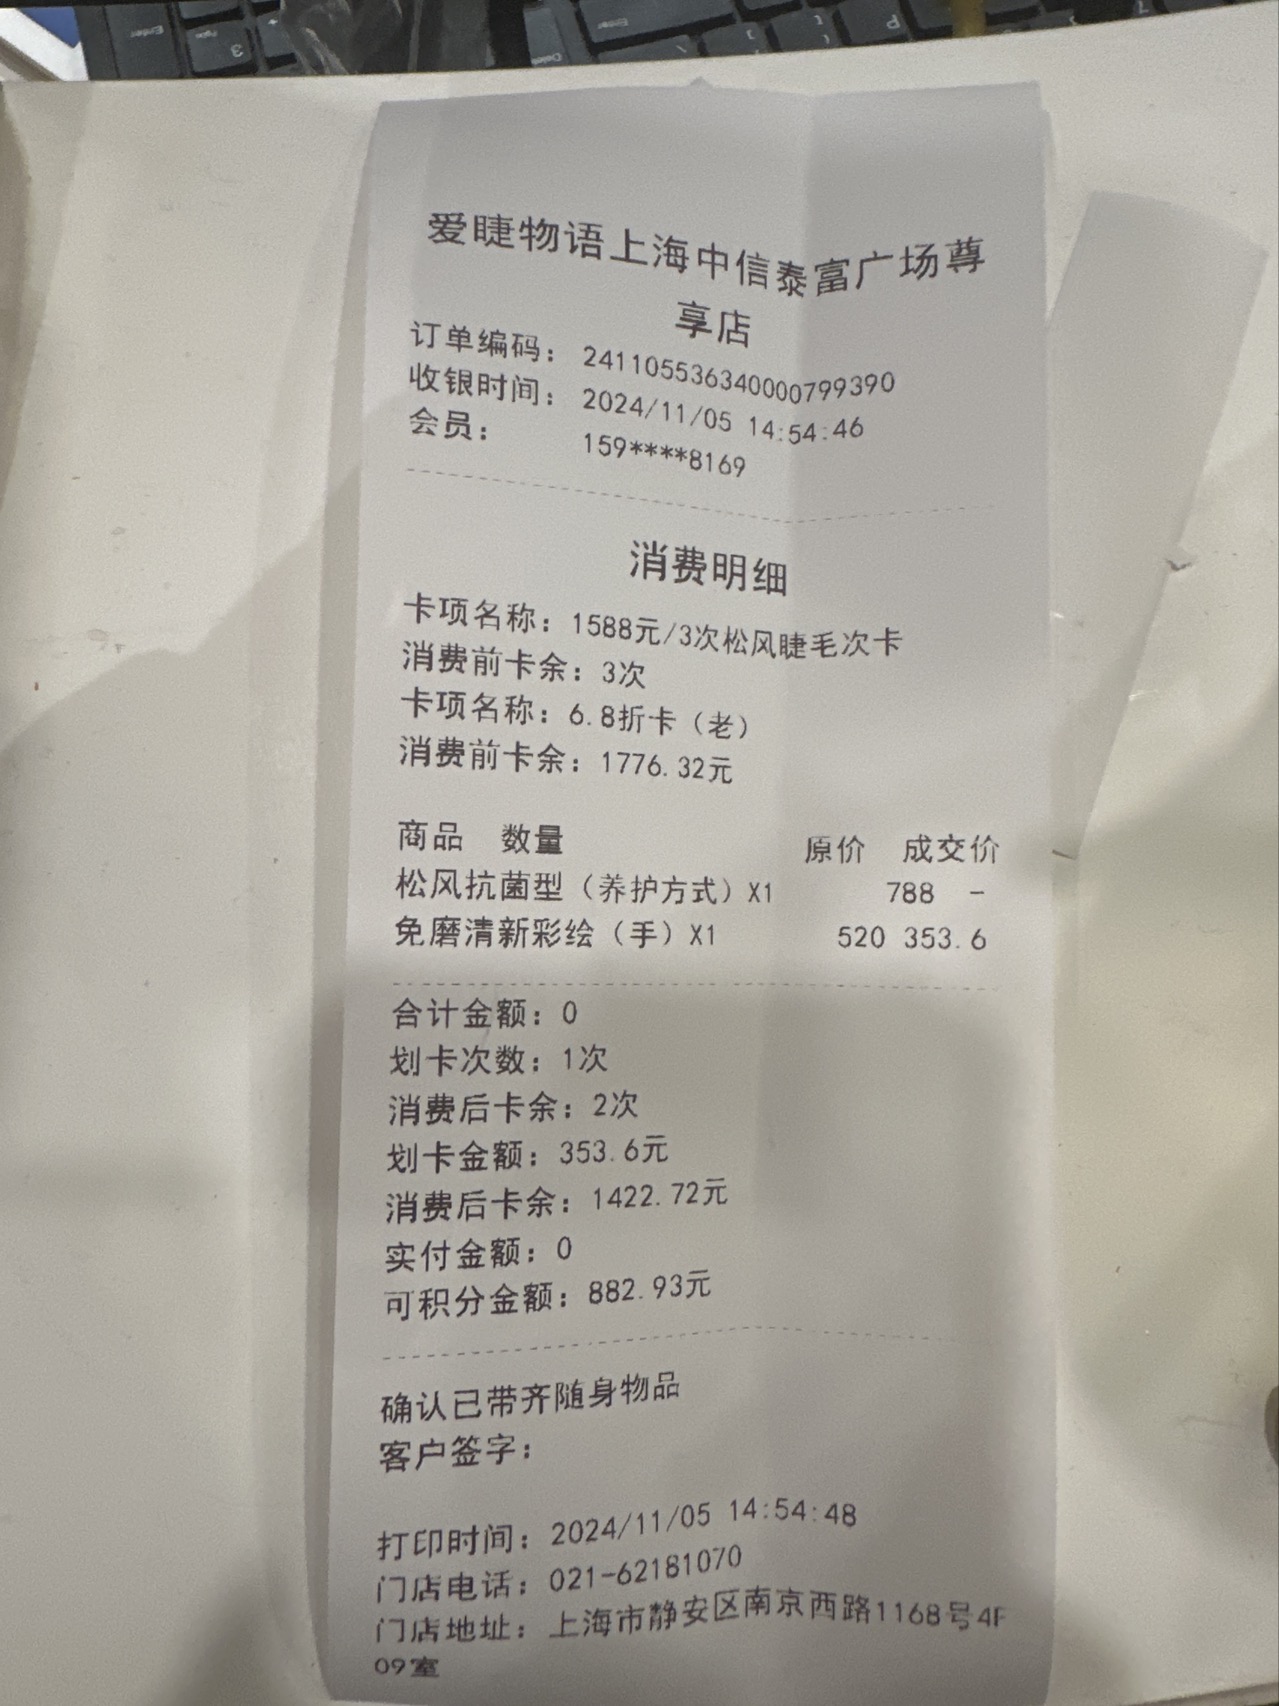 爱睫物语上海中信泰富广场尊
享店
订单编码： 241105536340000799390
收银时间： 2024/11/05 14:54:46
会员： 159****8169
消费明细
卡项名称：1588元/3次松风睫毛次卡
消费前卡余：3次
卡项名称：6.8折卡（老）
消费前卡余：1776.32元
商品 数量 原价 成交价
松风抗菌型（养护方式）X1 788 -
免磨清新彩绘（手）X1 520 353.6
合计金额：0
划卡次数：1次
消费后卡余：2次
划卡金额：353.6元
消费后卡余：1422.72元
实付金额：0
可积分金额：882.93元
确认已带齐随身物品
客户签字：
打印时间：2024/11/05 14:54:48
门店电话：021-62181070
门店地址：上海市静安区南京西路1168号4F
09室